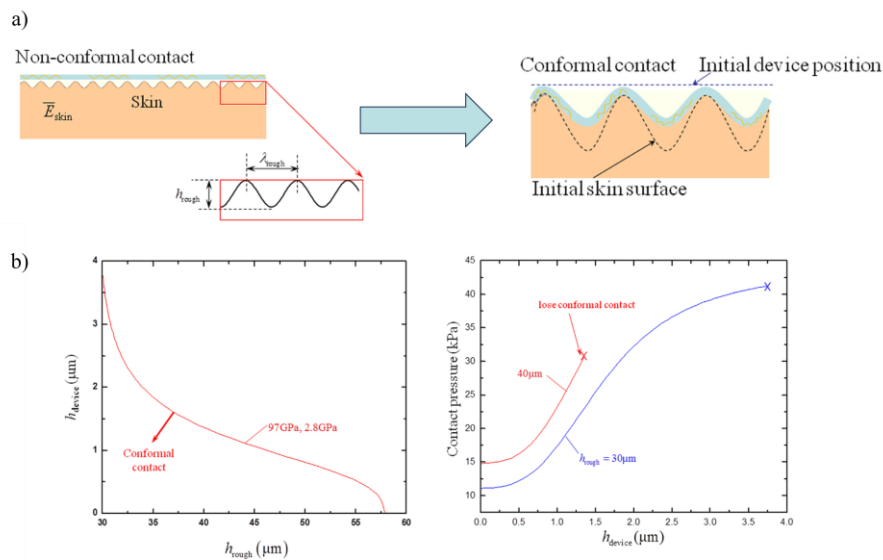 a)
Non-conformal contact
E̅skin
Skin
λrough
hrough
Conformal contact
Initial device position
Initial skin surface
b)
4
3
2
1
0
hdevice (μm)
Conformal
contact
97GPa, 2.8GPa
30
35
40
45
50
55
60
hrough (μm)
45
40
35
30
25
20
15
10
Contact pressure (kPa)
lose conformal contact
40μm
hrough = 30μm
0.0
0.5
1.0
1.5
2.0
2.5
3.0
3.5
4.0
hdevice (μm)